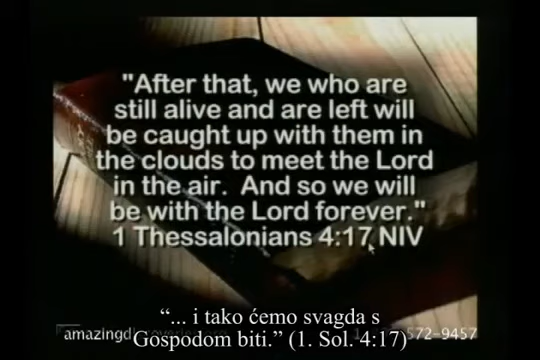 "After that, we who are
still alive and are left will
be caught up with them in
the clouds to meet the Lord
in the air. And so we will
be with the Lord forever."
1 Thessalonians 4:17 NIV
“... i tako ćemo svagda s
Gospodom biti.” (1. Sol. 4:17)
572-9457